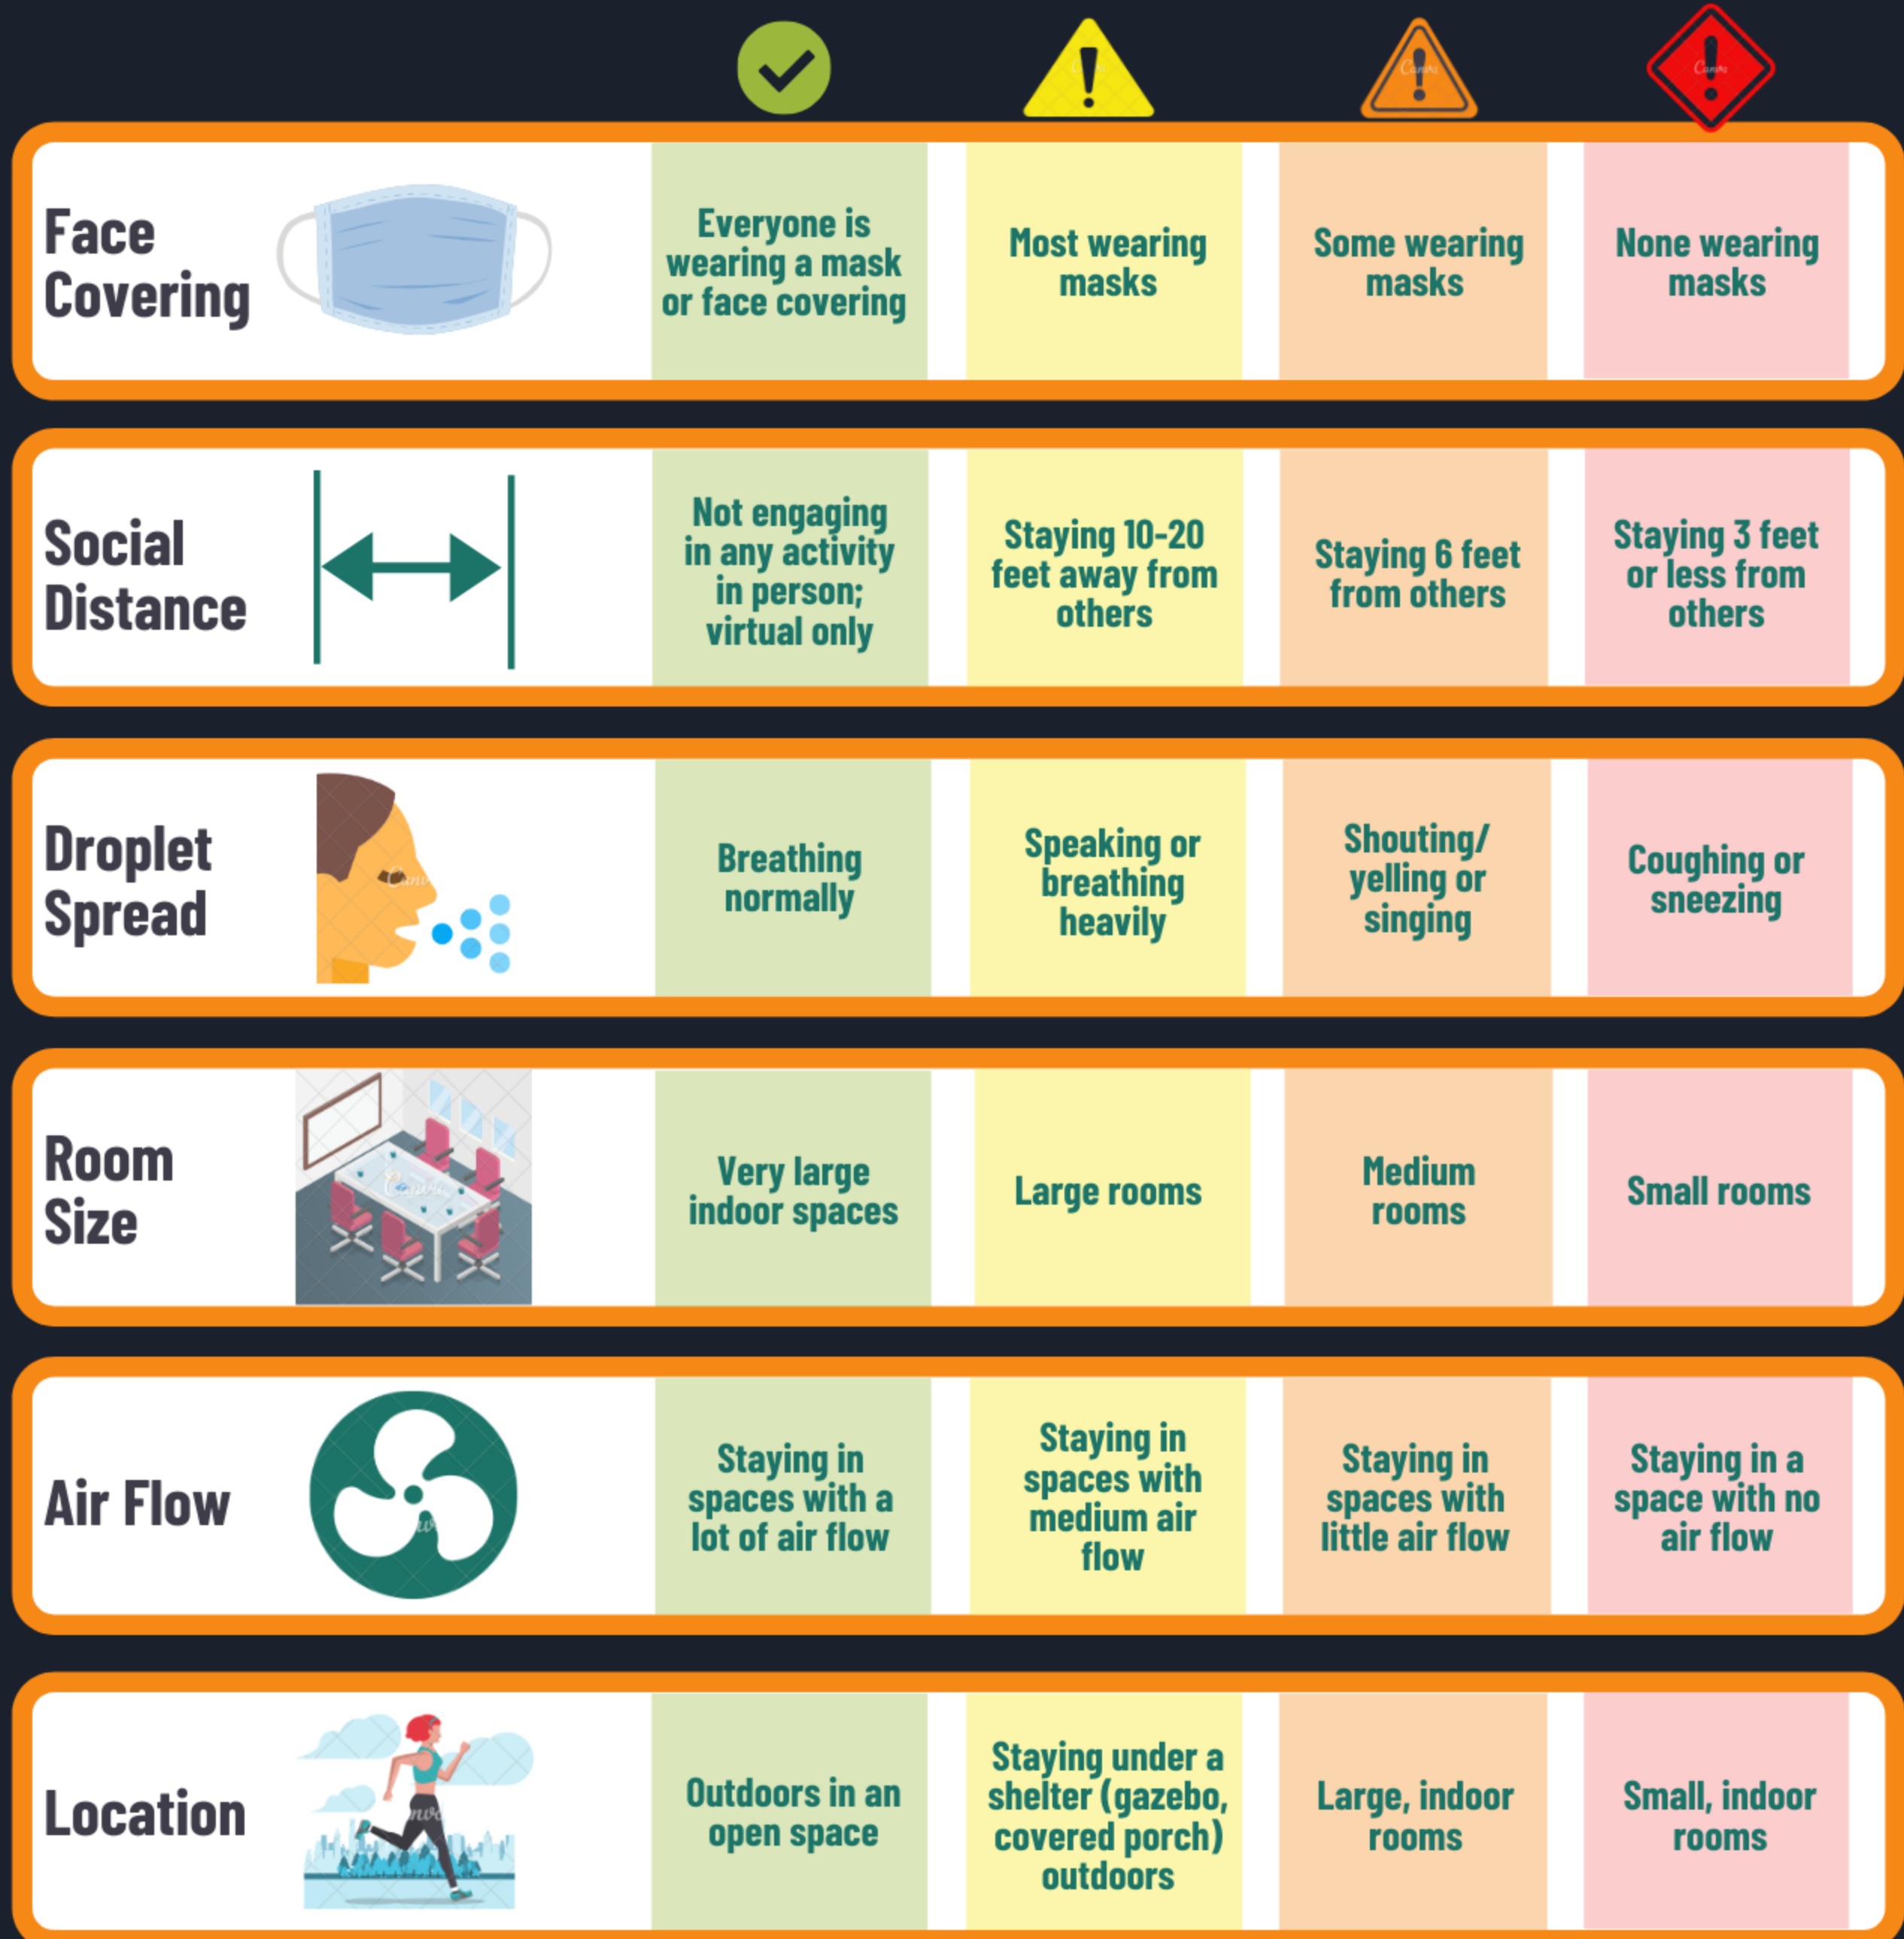 Face
Covering
Everyone is
wearing a mask
or face covering
Most wearing
masks
Some wearing
masks
None wearing
masks
Social
Distance
Not engaging
in any activity
in person;
virtual only
Staying 10-20
feet away from
others
Staying 6 feet
from others
Staying 3 feet
or less from
others
Droplet
Spread
Breathing
normally
Speaking or
breathing
heavily
Shouting/
yelling or
singing
Coughing or
sneezing
Room
Size
Very large
indoor spaces
Large rooms
Medium
rooms
Small rooms
Air Flow
Staying in
spaces with a
lot of air flow
Staying in
spaces with
medium air
flow
Staying in
spaces with
little air flow
Staying in a
space with no
air flow
Location
Outdoors in an
open space
Staying under a
shelter (gazebo,
covered porch)
outdoors
Large, indoor
rooms
Small, indoor
rooms